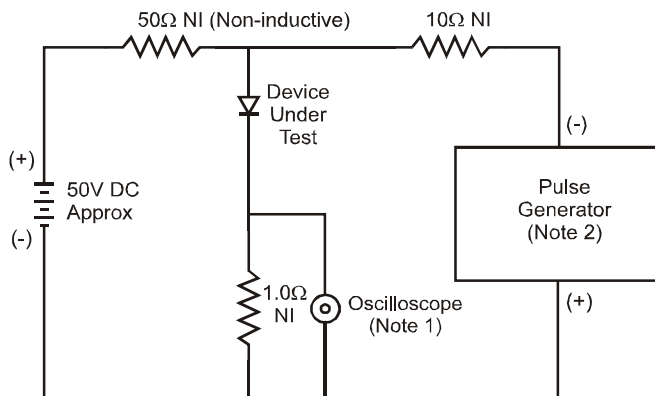 50Ω NI (Non-inductive)
10Ω NI
Device
Under
Test
(-)
(+)
50V DC
Approx
(-)
Pulse
Generator
(Note 2)
1.0Ω
NI
Oscilloscope
(Note 1)
(+)